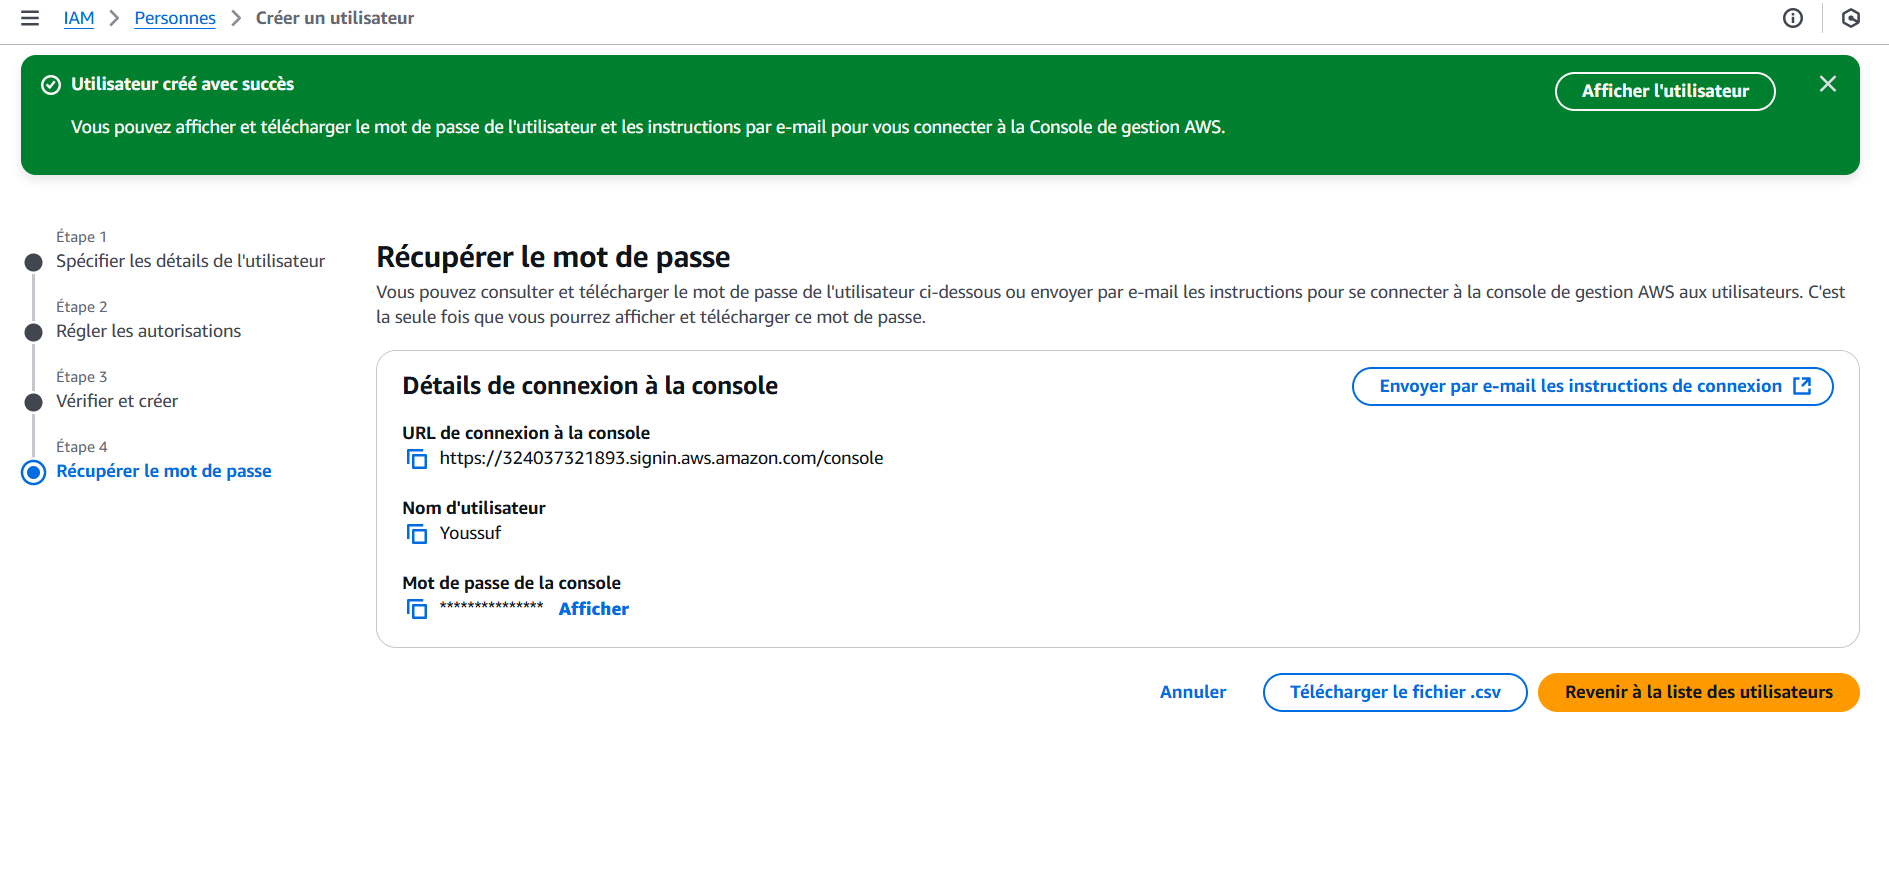 IAM > Personnes > Créer un utilisateur
Utilisateur créé avec succès
Afficher l'utilisateur
Vous pouvez afficher et télécharger le mot de passe de l'utilisateur et les instructions par e-mail pour vous connecter à la Console de gestion AWS.
Étape 1
Spécifier les détails de l'utilisateur
Étape 2
Régler les autorisations
Étape 3
Vérifier et créer
Étape 4
Récupérer le mot de passe
Récupérer le mot de passe
Vous pouvez consulter et télécharger le mot de passe de l'utilisateur ci-dessous ou envoyer par e-mail les instructions pour se connecter à la console de gestion AWS aux utilisateurs. C'est
la seule fois que vous pourrez afficher et télécharger ce mot de passe.
Détails de connexion à la console
Envoyer par e-mail les instructions de connexion
URL de connexion à la console
https://324037321893.signin.aws.amazon.com/console
Nom d'utilisateur
Youssuf
Mot de passe de la console
*************** Afficher
Annuler
Télécharger le fichier .csv
Revenir à la liste des utilisateurs